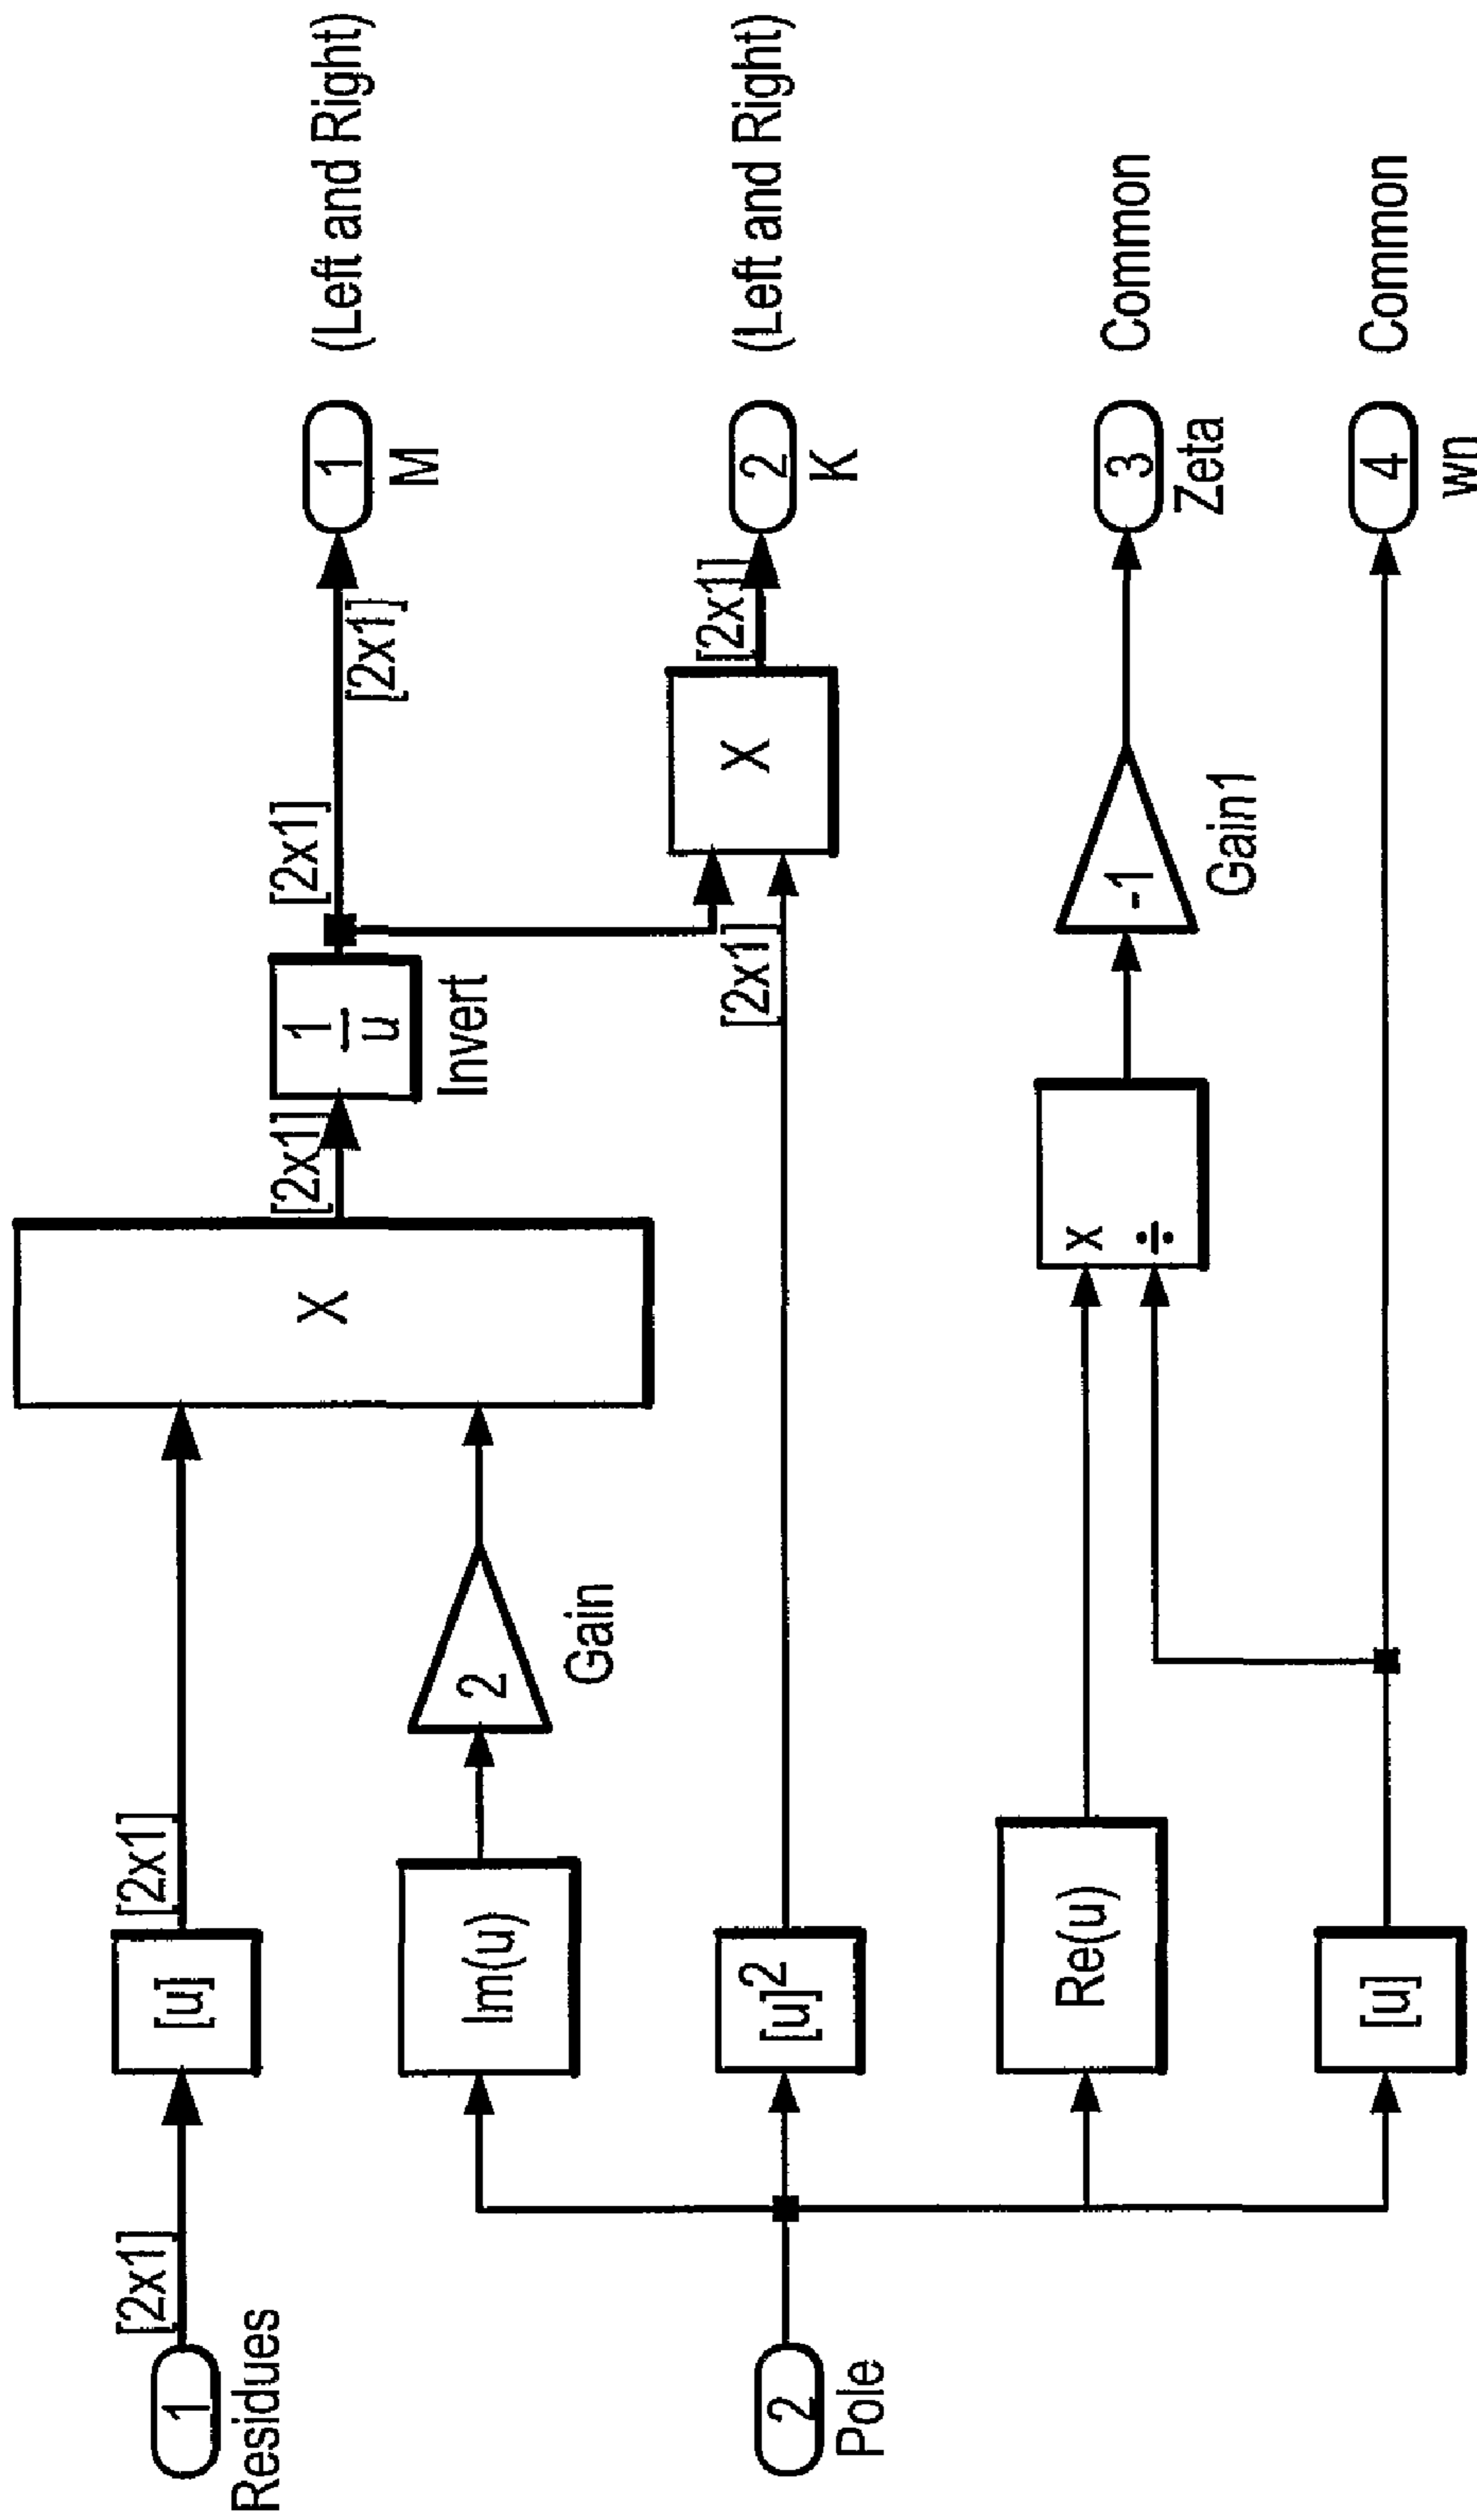 1
Residues
[2x1]
[u]
[2x1]
X
[2x1]
1
u
Invert
[2x1]
[2x1]
1
M
(Left and Right)
Im(u)
2
Gain
2
Pole
[u]2
[2x1]
X
[2x1]
2
K
(Left and Right)
Re(u)
x
÷
-1
Gain1
3
Zeta
Common
[u]
4
wn
Common